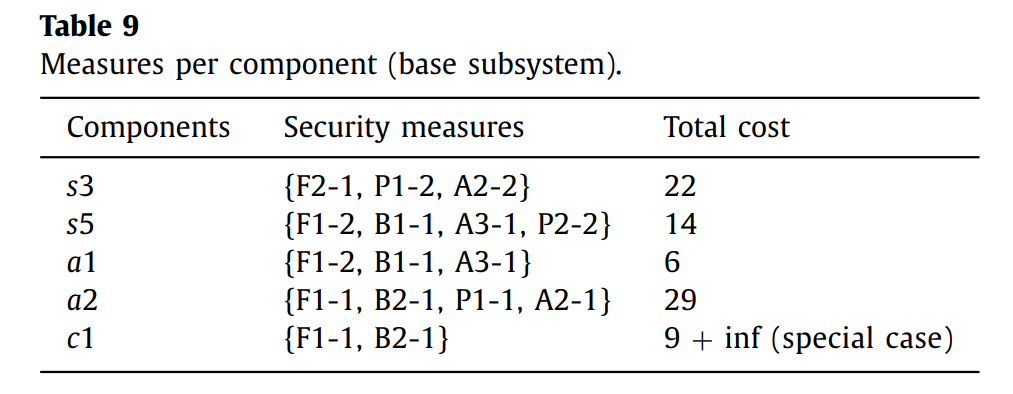 Table 9
Measures per component (base subsystem).
Components Security measures Total cost
s3 {F2-1, P1-2, A2-2} 22
s5 {F1-2, B1-1, A3-1, P2-2} 14
a1 {F1-2, B1-1, A3-1} 6
a2 {F1-1, B2-1, P1-1, A2-1} 29
c1 {F1-1, B2-1} 9 + inf (special case)